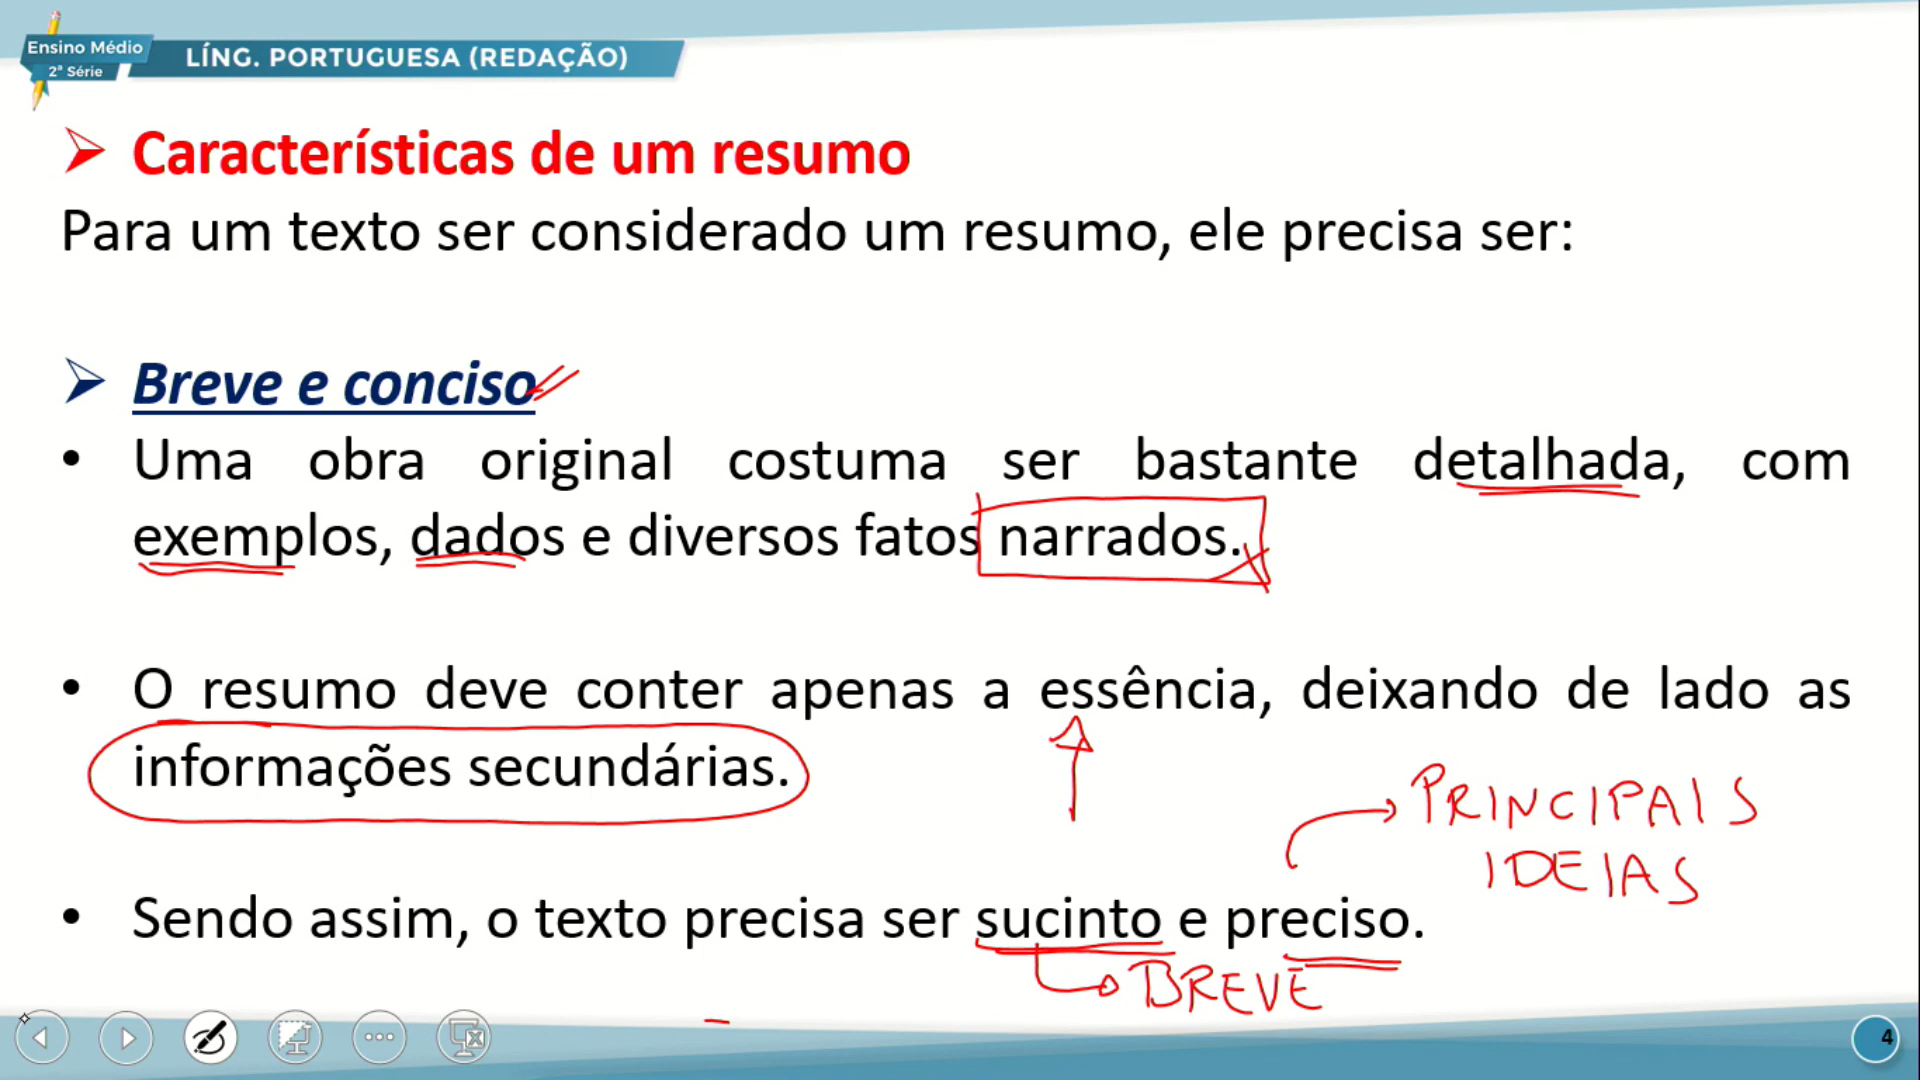 Ensino Médio
2ª Série
LÍNG. PORTUGUESA (REDAÇÃO)
Características de um resumo
Para um texto ser considerado um resumo, ele precisa ser:
Breve e conciso
• Uma obra original costuma ser bastante detalhada, com
exemplos, dados e diversos fatos narrados.
• O resumo deve conter apenas a essência, deixando de lado as
informações secundárias.
PRINCIPAIS
IDEIAS
• Sendo assim, o texto precisa ser sucinto e preciso.
BREVE
4